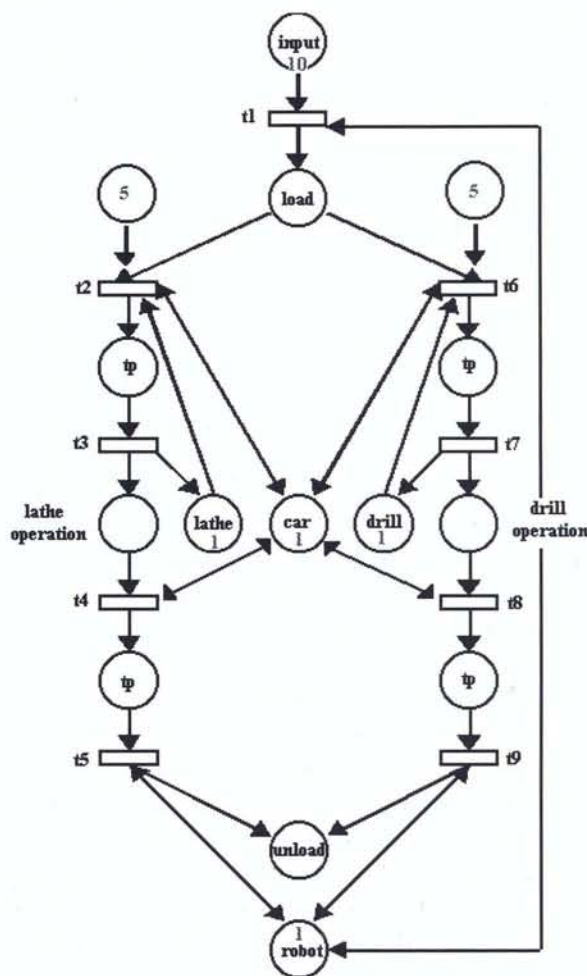 input
10
t1
5
load
5
t2
t6
tp
tp
t3
t7
lathe
operation
lathe
1
car
1
drill
1
drill
operation
t4
t8
tp
tp
t5
t9
unload
1
robot